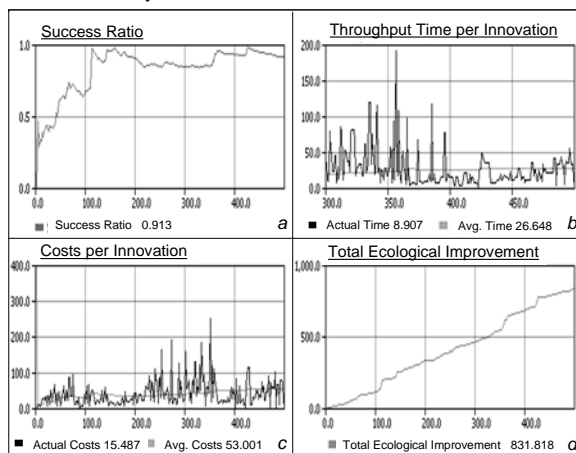 Success Ratio
1.0
0.5
0.0
0.0 100.0 200.0 300.0 400.0
Success Ratio 0.913
a
Throughput Time per Innovation
200.0
150.0
100.0
50.0
0.0
300.0 350.0 400.0 450.0
Actual Time 8.907 Avg. Time 26.648
b
Costs per Innovation
400.0
300.0
200.0
100.0
0.0
0.0 100.0 200.0 300.0 400.0
Actual Costs 15.487 Avg. Costs 53.001
c
Total Ecological Improvement
1,000.0
500.0
0.0
0.0 100.0 200.0 300.0 400.0
Total Ecological Improvement 831.818
d